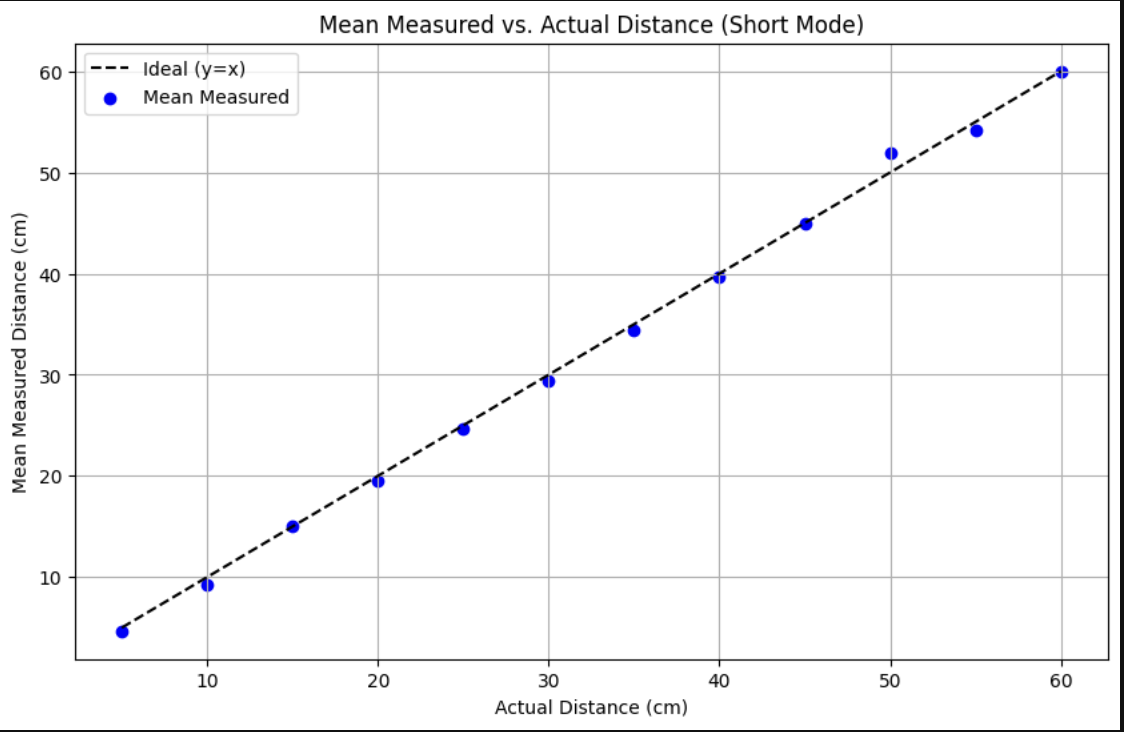 Mean Measured vs. Actual Distance (Short Mode)
Ideal (y=x)
Mean Measured
60
50
40
30
20
10
Mean Measured Distance (cm)
10 20 30 40 50 60
Actual Distance (cm)